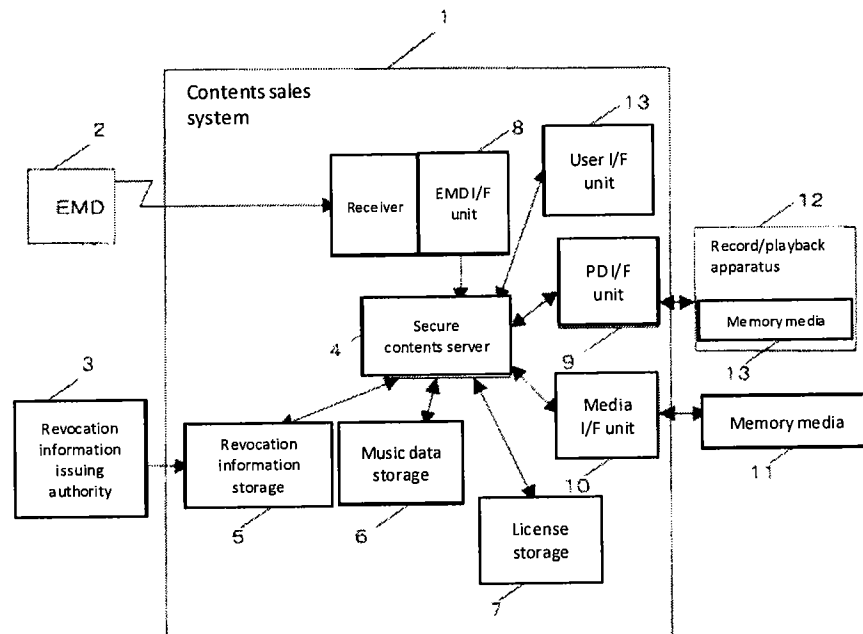 1
Contents sales
system
2
EMD
8
Receiver
EMD I/F
unit
13
User I/F
unit
12
Record/playback
apparatus
PD I/F
unit
9
Memory media
13
4
Secure
contents server
3
Revocation
information
issuing
authority
Revocation
information
storage
5
Music data
storage
6
License
storage
7
Media
I/F unit
10
Memory media
11